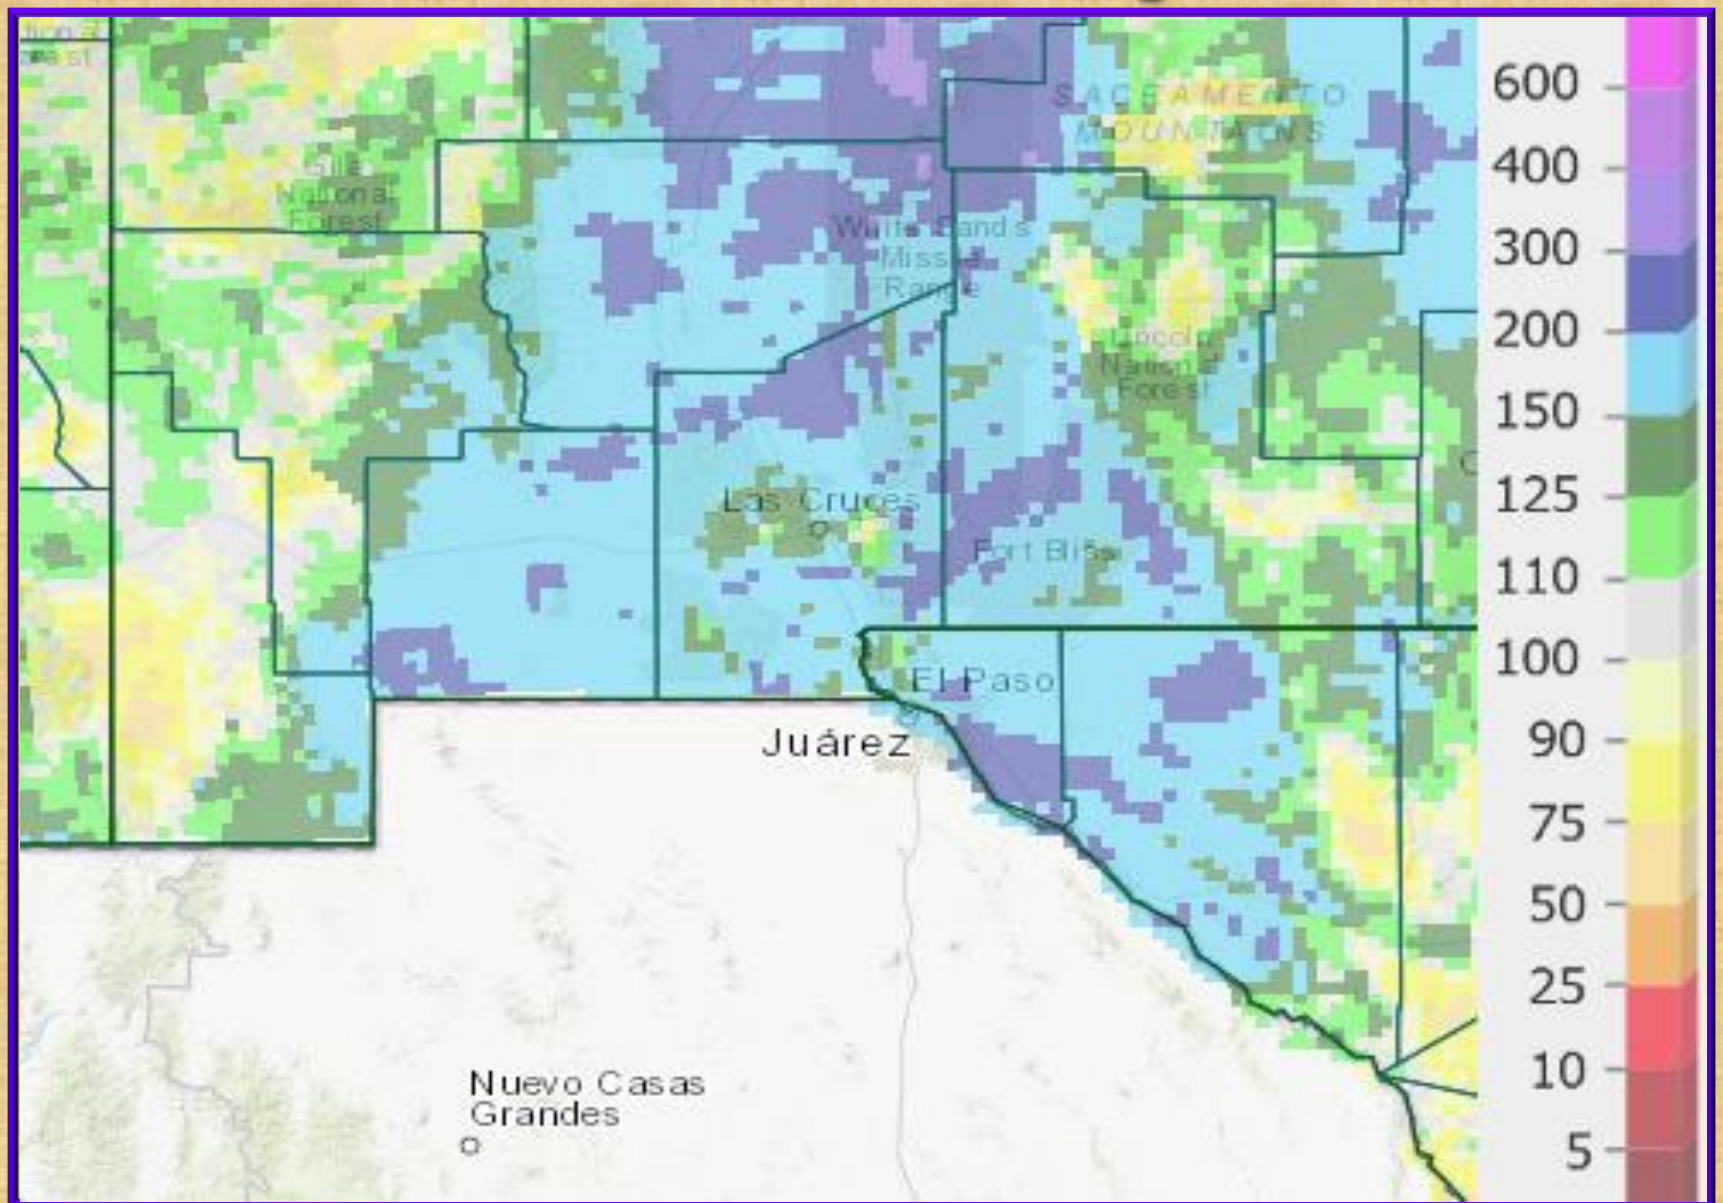 SACRAMENTO
MOUNTAINS
Gila
National
Forest
White Sands
Missile
Range
Lincoln
National
Forest
Las Cruces
Fort Bliss
El Paso
Juárez
Nuevo Casas
Grandes
600
400
300
200
150
125
110
100
90
75
50
25
10
5